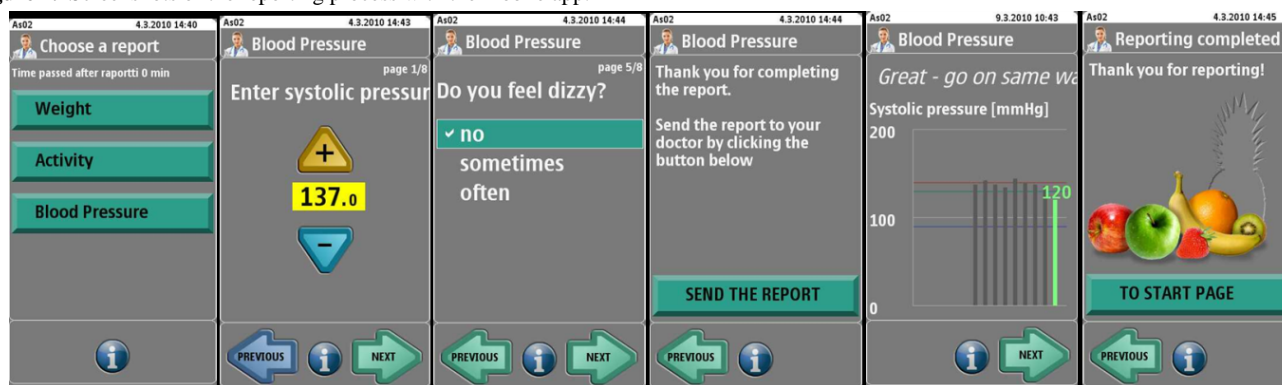 As02 4.3.2010 14:40
Choose a report
Time passed after raportti 0 min
Weight
Activity
Blood Pressure
As02 4.3.2010 14:43
Blood Pressure
page 1/8
Enter systolic pressur
+
137.0
−
PREVIOUS NEXT
As02 4.3.2010 14:44
Blood Pressure
page 5/8
Do you feel dizzy?
no
sometimes
often
PREVIOUS NEXT
As02 4.3.2010 14:44
Blood Pressure
Thank you for completing
the report.
Send the report to your
doctor by clicking the
button below
SEND THE REPORT
PREVIOUS
As02 9.3.2010 10:43
Blood Pressure
Great - go on same wa
Systolic pressure [mmHg]
200
120
100
0
NEXT
As02 4.3.2010 14:45
Reporting completed
Thank you for reporting!
TO START PAGE
PREVIOUS